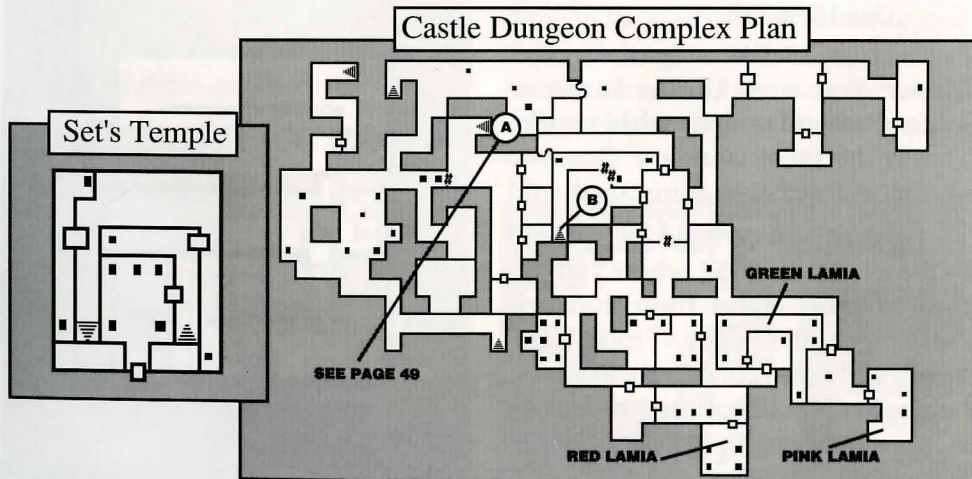 Castle Dungeon Complex Plan
Set's Temple
A
#
#
#
B
#
GREEN LAMIA
SEE PAGE 49
RED LAMIA
PINK LAMIA